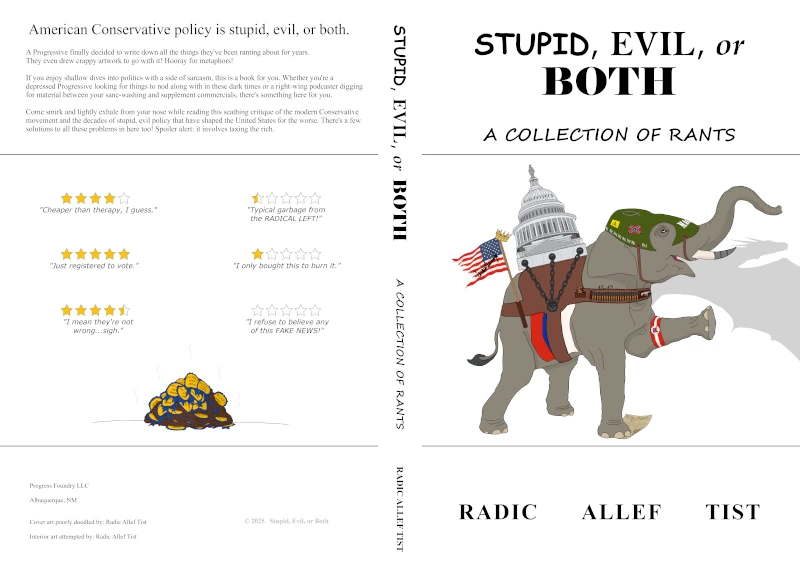 American Conservative policy is stupid, evil, or both.
A Progressive finally decided to write down all the things they've been ranting about for years.
They even drew crappy artwork to go with it! Hooray for metaphors!
If you enjoy shallow dives into politics with a side of sarcasm, this is a book for you. Whether you're a
depressed Progressive looking for things to nod along with in these dark times or a right-wing podcaster digging
for material between your sane-washing and supplement commercials, there's something here for you.
Come smirk and lightly exhale from your nose while reading this scathing critique of the modern Conservative
movement and the decades of stupid, evil policy that have shaped the United States for the worse. There's a few
solutions to all these problems in here too! Spoiler alert: it involves taxing the rich.
"Cheaper than therapy, I guess."
"Typical garbage from
the RADICAL LEFT!"
"Just registered to vote."
"I only bought this to burn it."
"I mean they're not
wrong...sigh."
"I refuse to believe any
of this FAKE NEWS!"
Progress Foundry LLC
Albuquerque, NM
Cover art poorly doodled by: Radic Allef Tist
Interior art attempted by: Radic Allef Tist
© 2025 Stupid, Evil, or Both
STUPID, EVIL, or BOTH
A COLLECTION OF RANTS
RADIC ALLEF TIST
STUPID, EVIL, or
BOTH
A COLLECTION OF RANTS
RADIC ALLEF TIST